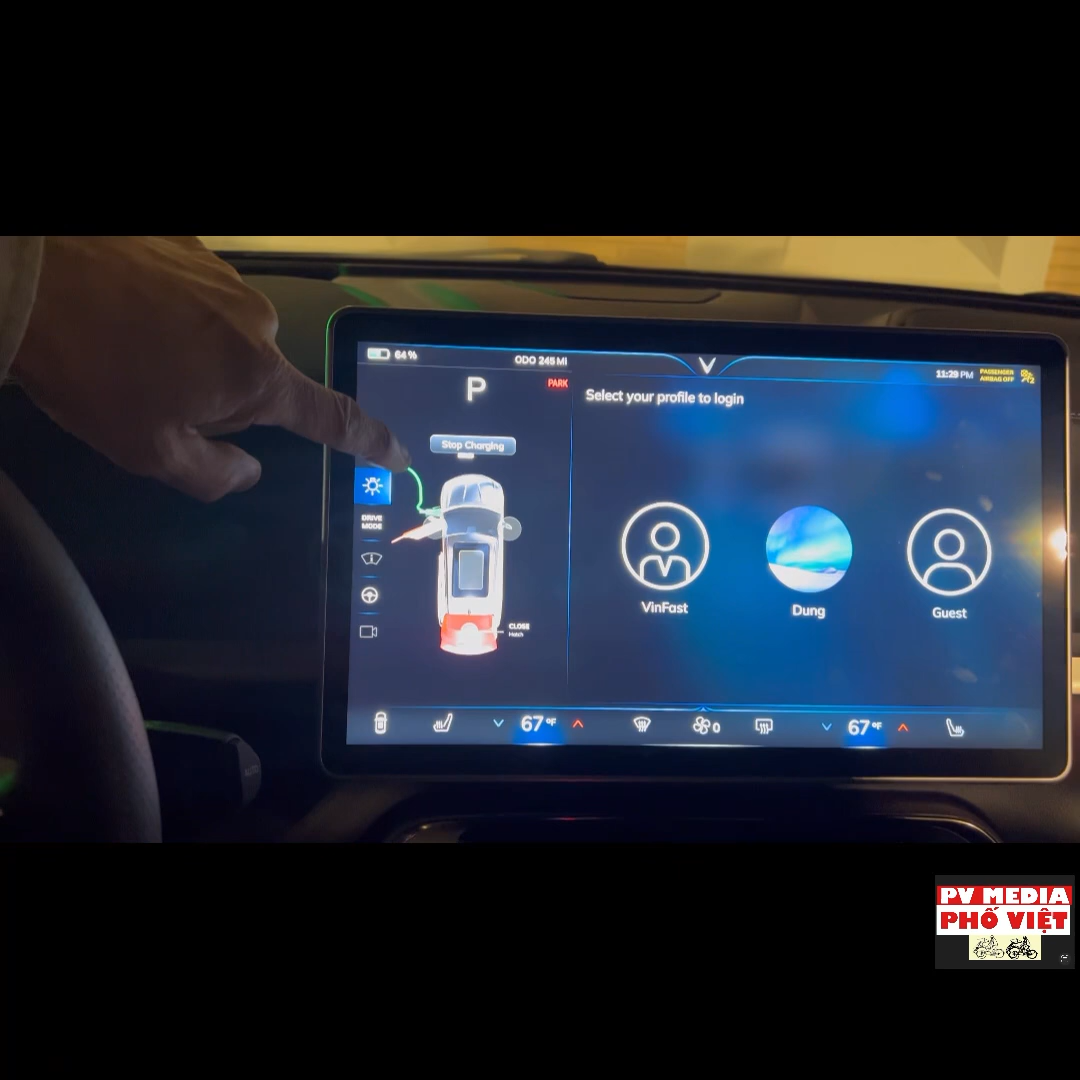 64%
ODO 245 MI
11:29 PM
PASSENGER
AIRBAG OFF
P
PARK
Select your profile to login
Stop Charging
DRIVE
MODE
VinFast
Dung
Guest
CLOSE
Hatch
67°F
0
67°F
AUTO
PV MEDIA
PHỐ VIỆT